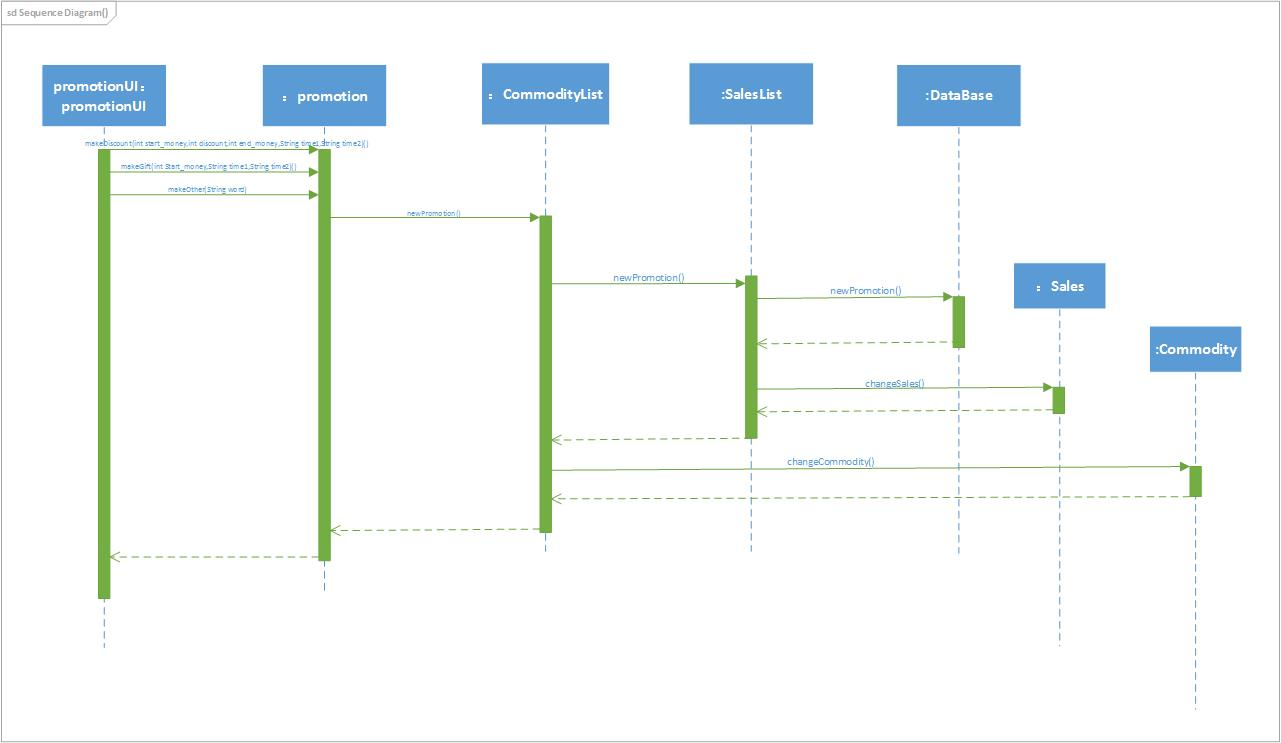 sd Sequence Diagram()
promotionUI：
promotionUI
： promotion
： CommodityList
:SalesList
:DataBase
makeDiscount(int start_money,int discount,int end_money,String time1,String time2)()
makeGift(int Start_money,String time1,String time2)()
makeOther(String word)
newPromotion()
newPromotion()
newPromotion()
： Sales
:Commodity
changeSales()
changeCommodity()